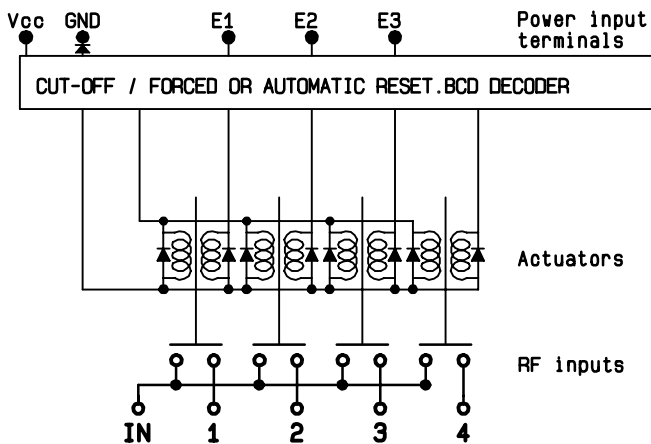 Vcc GND E1 E2 E3 Power input
terminals
CUT-OFF / FORCED OR AUTOMATIC RESET.BCD DECODER
Actuators
RF inputs
IN 1 2 3 4